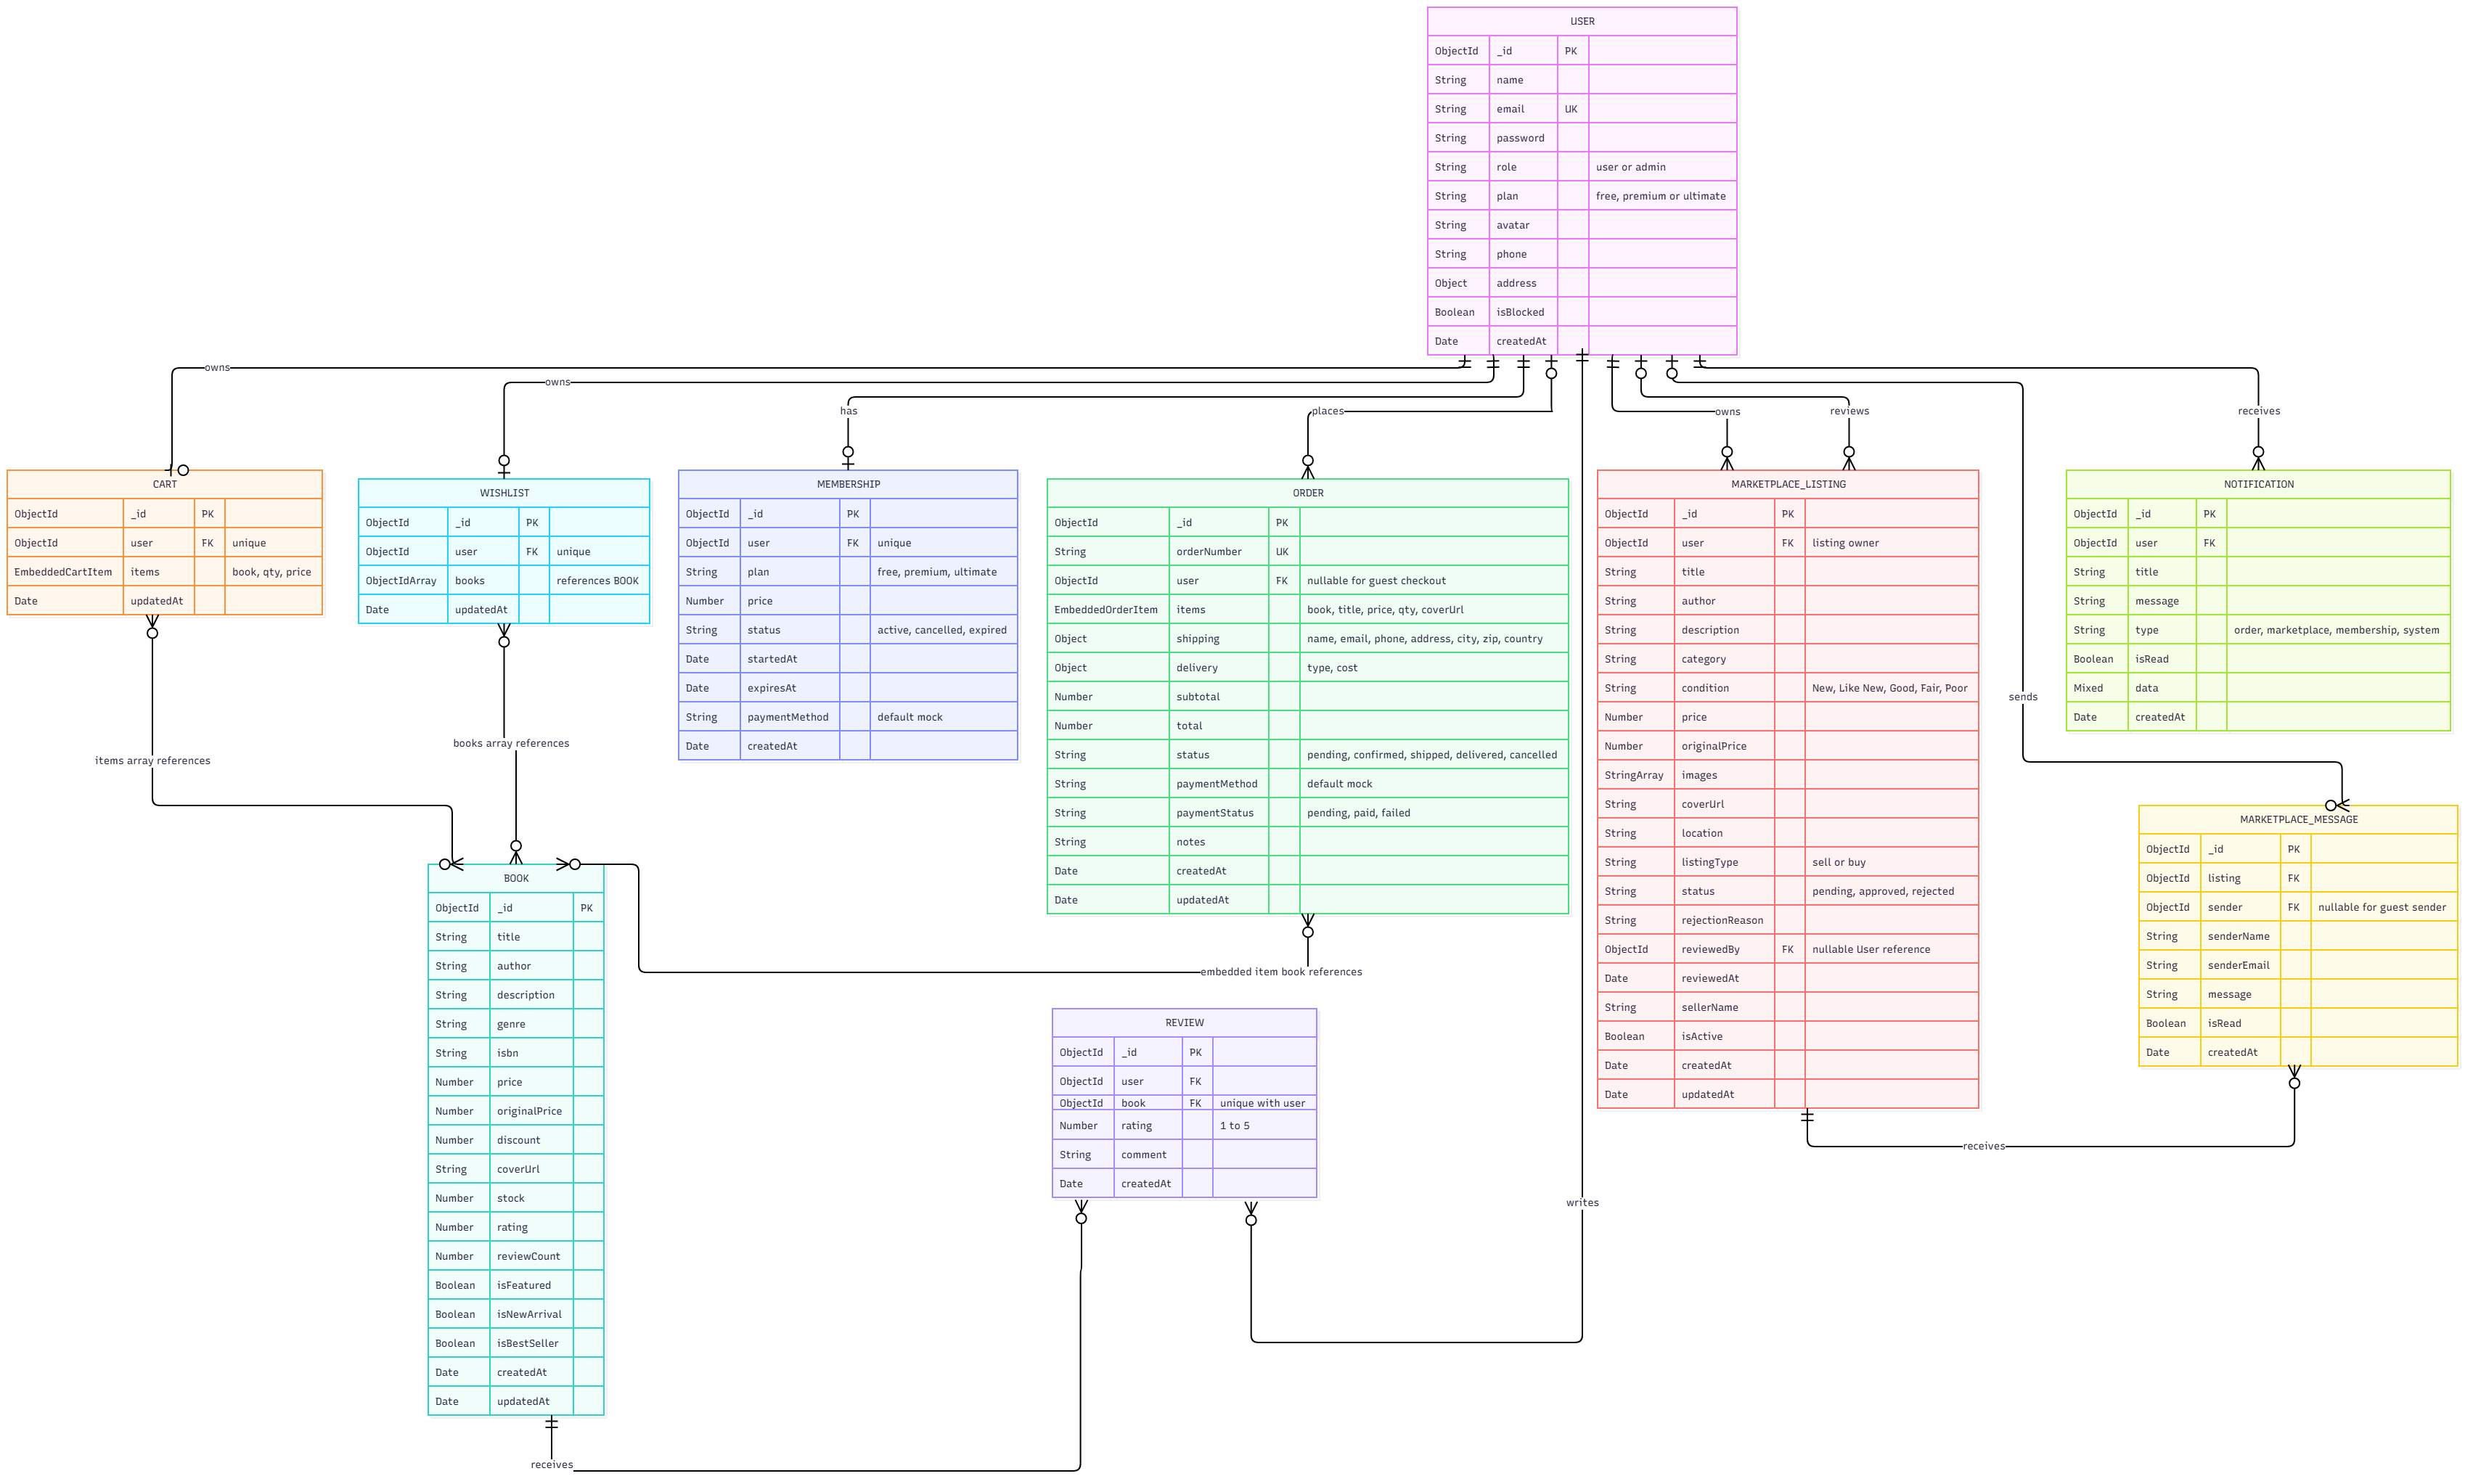 USER
ObjectId _id PK
String name
String email UK
String password
String role user or admin
String plan free, premium or ultimate
String avatar
String phone
Object address
Boolean isBlocked
Date createdAt
owns
owns
has
places
owns
reviews
receives
CART
ObjectId _id PK
ObjectId user FK unique
EmbeddedCartItem items book, qty, price
Date updatedAt
WISHLIST
ObjectId _id PK
ObjectId user FK unique
ObjectIdArray books references BOOK
Date updatedAt
MEMBERSHIP
ObjectId _id PK
ObjectId user FK unique
String plan free, premium, ultimate
Number price
String status active, cancelled, expired
Date startedAt
Date expiresAt
String paymentMethod default mock
Date createdAt
ORDER
ObjectId _id PK
String orderNumber UK
ObjectId user FK nullable for guest checkout
EmbeddedOrderItem items book, title, price, qty, coverUrl
Object shipping name, email, phone, address, city, zip, country
Object delivery type, cost
Number subtotal
Number total
String status pending, confirmed, shipped, delivered, cancelled
String paymentMethod default mock
String paymentStatus pending, paid, failed
String notes
Date createdAt
Date updatedAt
MARKETPLACE_LISTING
ObjectId _id PK
ObjectId user FK listing owner
String title
String author
String description
String category
String condition New, Like New, Good, Fair, Poor
Number price
Number originalPrice
StringArray images
String coverUrl
String location
String listingType sell or buy
String status pending, approved, rejected
String rejectionReason
ObjectId reviewedBy FK nullable User reference
Date reviewedAt
String sellerName
Boolean isActive
Date createdAt
Date updatedAt
NOTIFICATION
ObjectId _id PK
ObjectId user FK
String title
String message
String type order, marketplace, membership, system
Boolean isRead
Mixed data
Date createdAt
sends
items array references
books array references
MARKETPLACE_MESSAGE
ObjectId _id PK
ObjectId listing FK
ObjectId sender FK nullable for guest sender
String senderName
String senderEmail
String message
Boolean isRead
Date createdAt
BOOK
ObjectId _id PK
String title
String author
String description
String genre
String isbn
Number price
Number originalPrice
Number discount
String coverUrl
Number stock
Number rating
Number reviewCount
Boolean isFeatured
Boolean isNewArrival
Boolean isBestSeller
Date createdAt
Date updatedAt
embedded item book references
REVIEW
ObjectId _id PK
ObjectId user FK
ObjectId book FK unique with user
Number rating 1 to 5
String comment
Date createdAt
receives
writes
receives